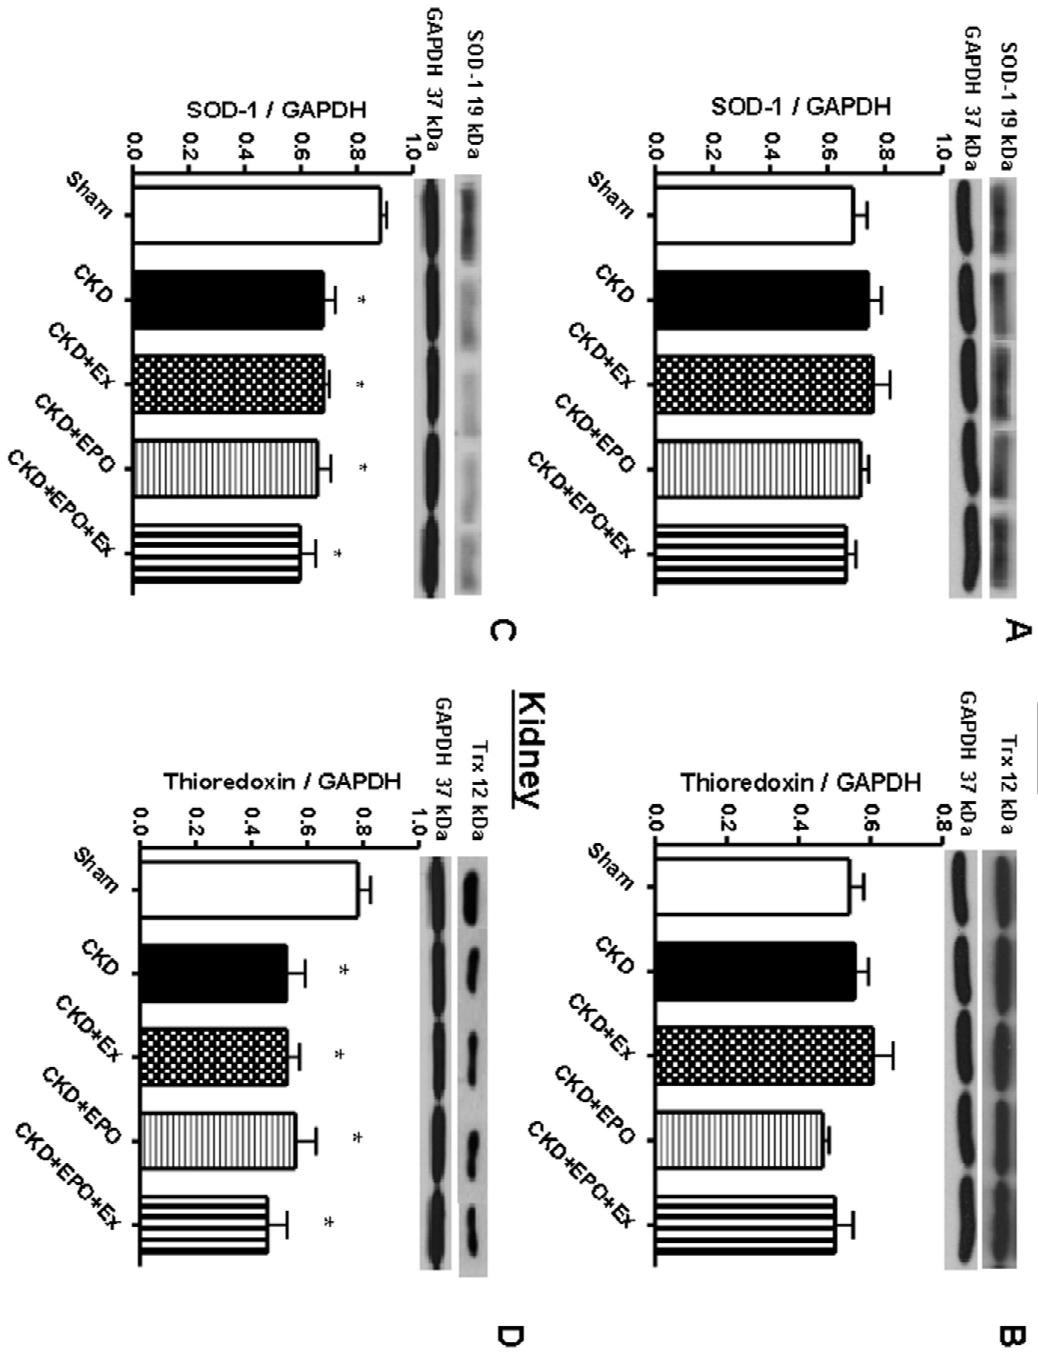 A
SOD-1 19 kDa
GAPDH 37 kDa
SOD-1 / GAPDH
1.0
0.8
0.6
0.4
0.2
0.0
Sham
CKD
CKD+Ex
CKD+EPO
CKD+EPO+Ex
B
Trx 12 kDa
GAPDH 37 kDa
Thioredoxin / GAPDH
0.8
0.6
0.4
0.2
0.0
Sham
CKD
CKD+Ex
CKD+EPO
CKD+EPO+Ex
Kidney
C
SOD-1 19 kDa
GAPDH 37 kDa
SOD-1 / GAPDH
1.0
0.8
0.6
0.4
0.2
0.0
*
*
*
*
Sham
CKD
CKD+Ex
CKD+EPO
CKD+EPO+Ex
D
Trx 12 kDa
GAPDH 37 kDa
Thioredoxin / GAPDH
1.0
0.8
0.6
0.4
0.2
0.0
*
*
*
*
Sham
CKD
CKD+Ex
CKD+EPO
CKD+EPO+Ex